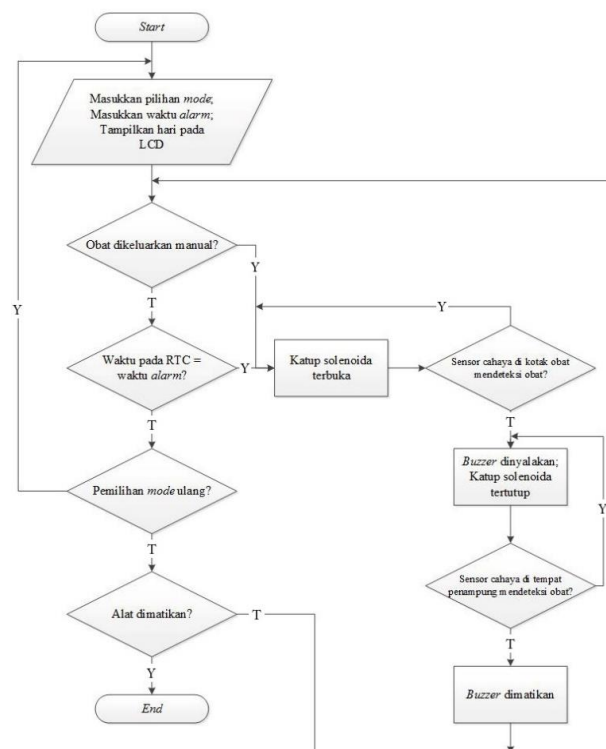 Start
Masukkan pilihan mode;
Masukkan waktu alarm;
Tampilkan hari pada
LCD
Obat dikeluarkan manual?
Y
T
Y
Y
Waktu pada RTC =
waktu alarm?
Y
Katup solenoida
terbuka
Sensor cahaya di kotak obat
mendeteksi obat?
T
T
Pemilihan mode ulang?
Buzzer dinyalakan;
Katup solenoida
tertutup
Y
T
Sensor cahaya di tempat
penampung mendeteksi obat?
Alat dimatikan?
T
T
Y
Buzzer dimatikan
End